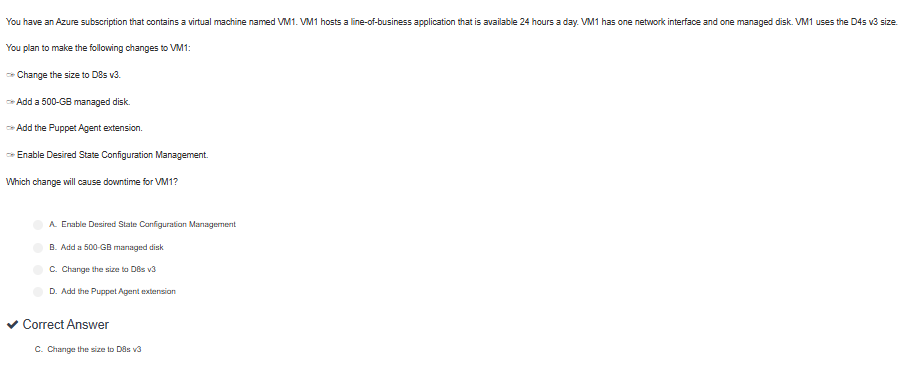 You have an Azure subscription that contains a virtual machine named VM1. VM1 hosts a line-of-business application that is available 24 hours a day. VM1 has one network interface and one managed disk. VM1 uses the D4s v3 size.
You plan to make the following changes to VM1:
Change the size to D8s v3.
Add a 500-GB managed disk.
Add the Puppet Agent extension.
Enable Desired State Configuration Management.
Which change will cause downtime for VM1?
A. Enable Desired State Configuration Management
B. Add a 500-GB managed disk
C. Change the size to D8s v3
D. Add the Puppet Agent extension
Correct Answer
C. Change the size to D8s v3